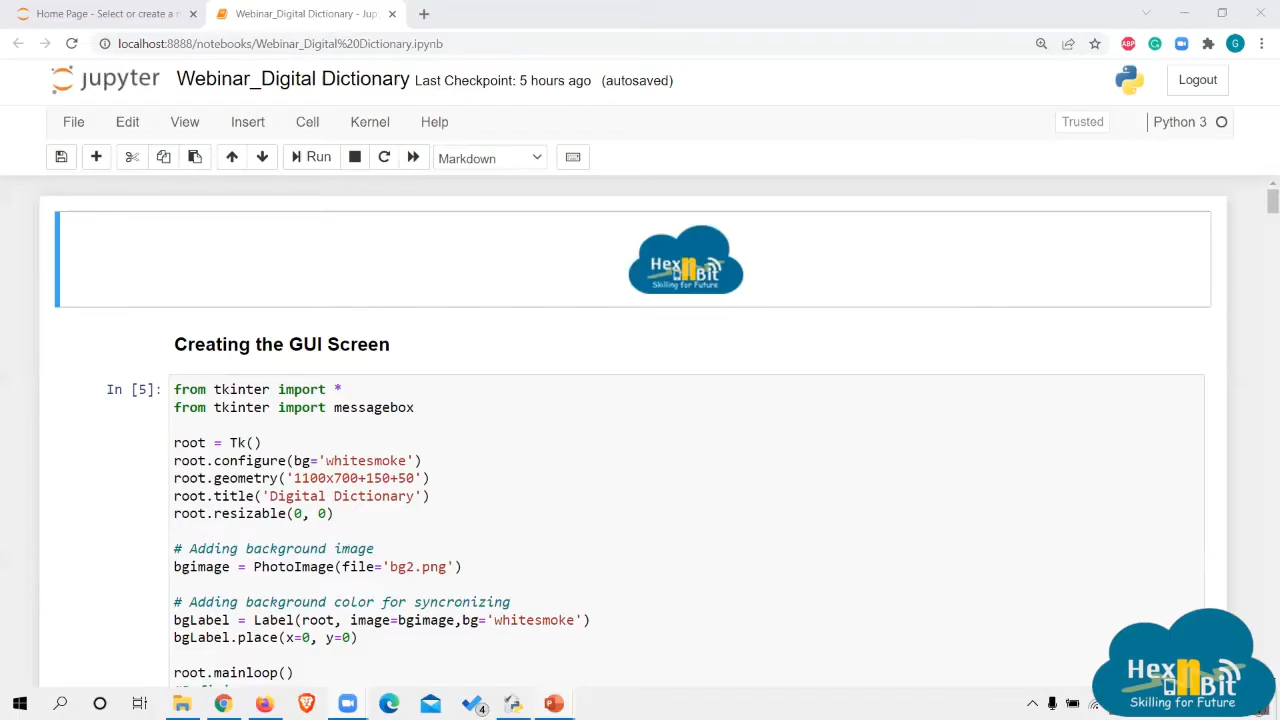 Home Page - Select or create a n
Webinar_Digital Dictionary - Jup
localhost:8888/notebooks/Webinar_Digital%20Dictionary.ipynb
ABP
G
jupyter Webinar_Digital Dictionary Last Checkpoint: 5 hours ago (autosaved)
Logout
File Edit View Insert Cell Kernel Help
Trusted
Python 3
Run
Markdown
Hex n Bit
Skilling for Future
Creating the GUI Screen
In [5]:
from tkinter import *
from tkinter import messagebox
root = Tk()
root.configure(bg='whitesmoke')
root.geometry('1100x700+150+50')
root.title('Digital Dictionary')
root.resizable(0, 0)
# Adding background image
bgimage = PhotoImage(file='bg2.png')
# Adding background color for syncronizing
bgLabel = Label(root, image=bgimage,bg='whitesmoke')
bgLabel.place(x=0, y=0)
root.mainloop()
Hex n Bit
Skilling for Future
4